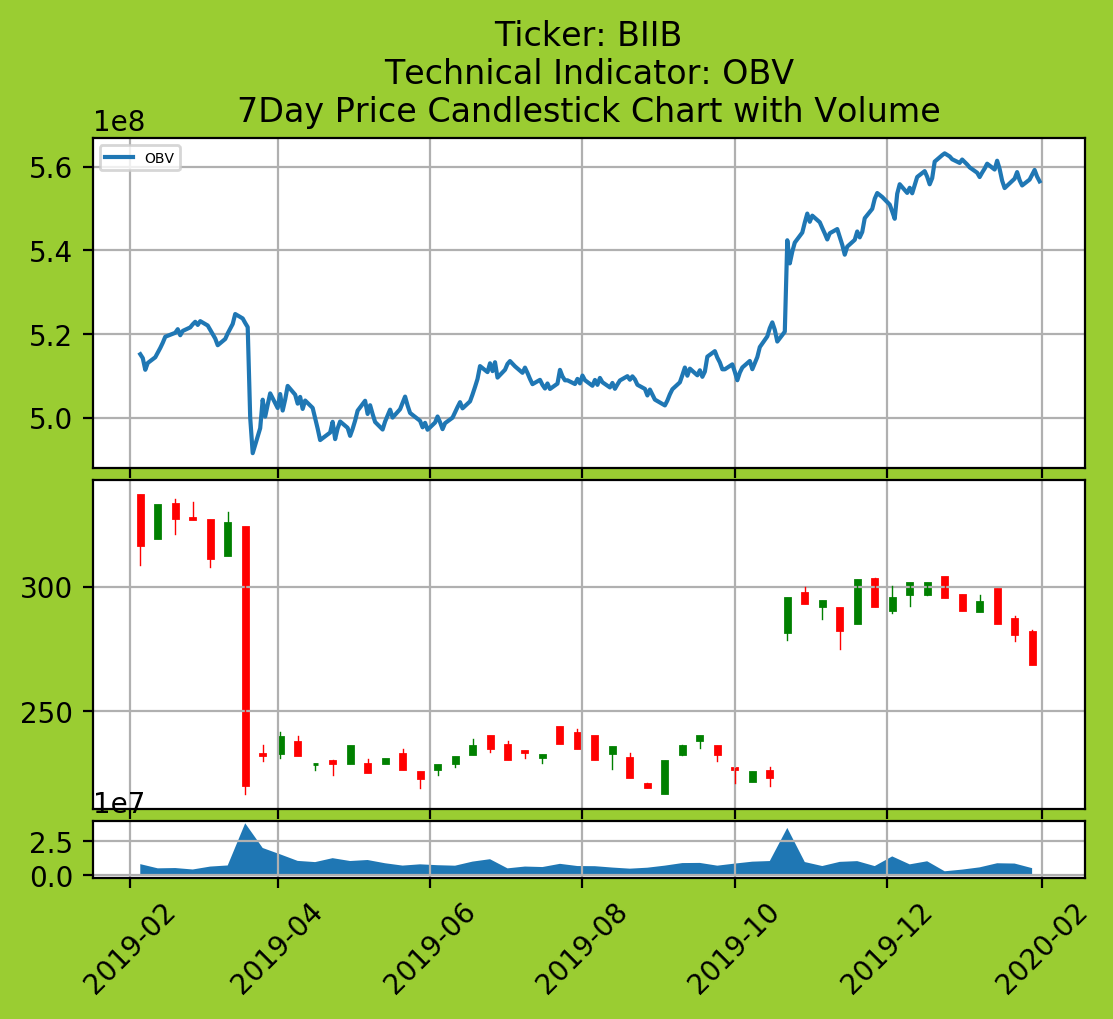 Ticker: BIIB
Technical Indicator: OBV
7Day Price Candlestick Chart with Volume
1e8
OBV
5.6
5.4
5.2
5.0
300
250
1e7
2.5
0.0
2019-02
2019-04
2019-06
2019-08
2019-10
2019-12
2020-02